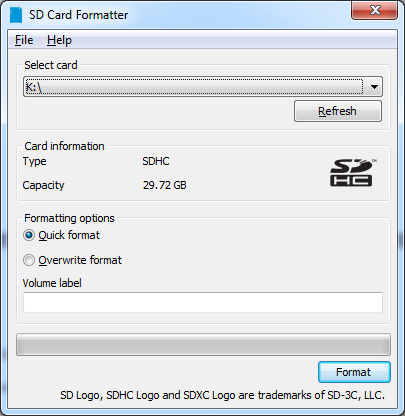 SD Card Formatter
File Help
Select card
K:\
Refresh
Card information
Type SDHC
SD
HC
Capacity 29.72 GB
Formatting options
Quick format
Overwrite format
Volume label
Format
SD Logo, SDHC Logo and SDXC Logo are trademarks of SD-3C, LLC.